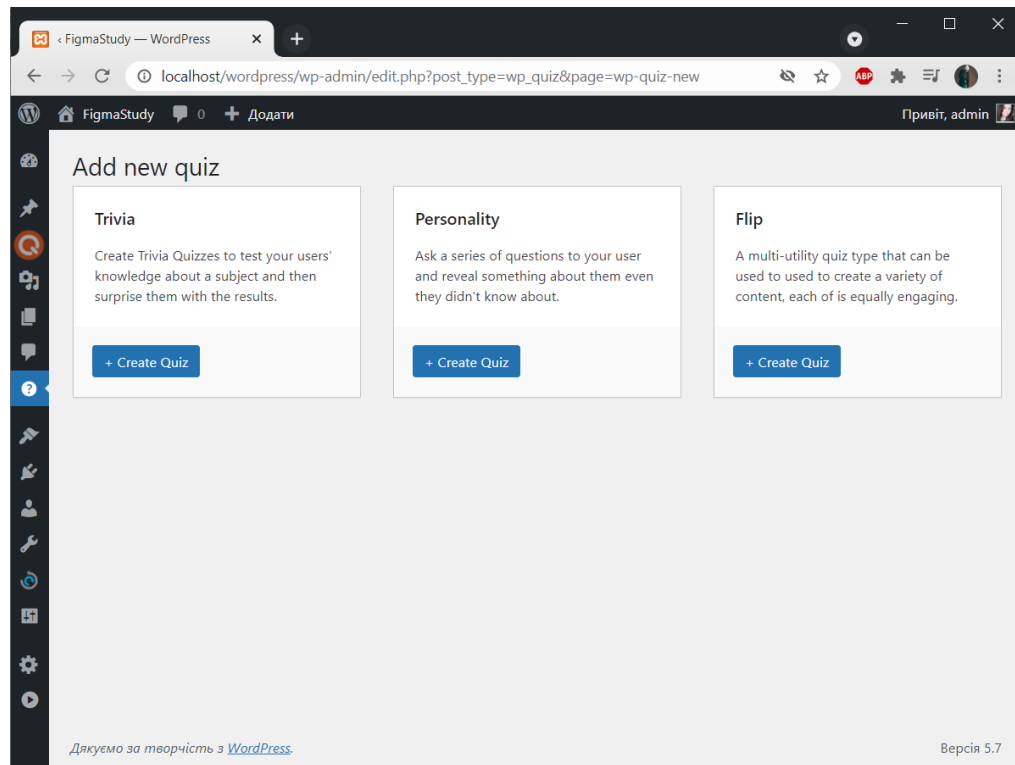 ‹ FigmaStudy — WordPress
localhost/wordpress/wp-admin/edit.php?post_type=wp_quiz&page=wp-quiz-new
ABP
FigmaStudy 0 Додати Привіт, admin
Add new quiz
Trivia
Create Trivia Quizzes to test your users'
knowledge about a subject and then
surprise them with the results.
+ Create Quiz
Personality
Ask a series of questions to your user
and reveal something about them even
they didn't know about.
+ Create Quiz
Flip
A multi-utility quiz type that can be
used to used to create a variety of
content, each of is equally engaging.
+ Create Quiz
Дякуємо за творчість з WordPress. Версія 5.7